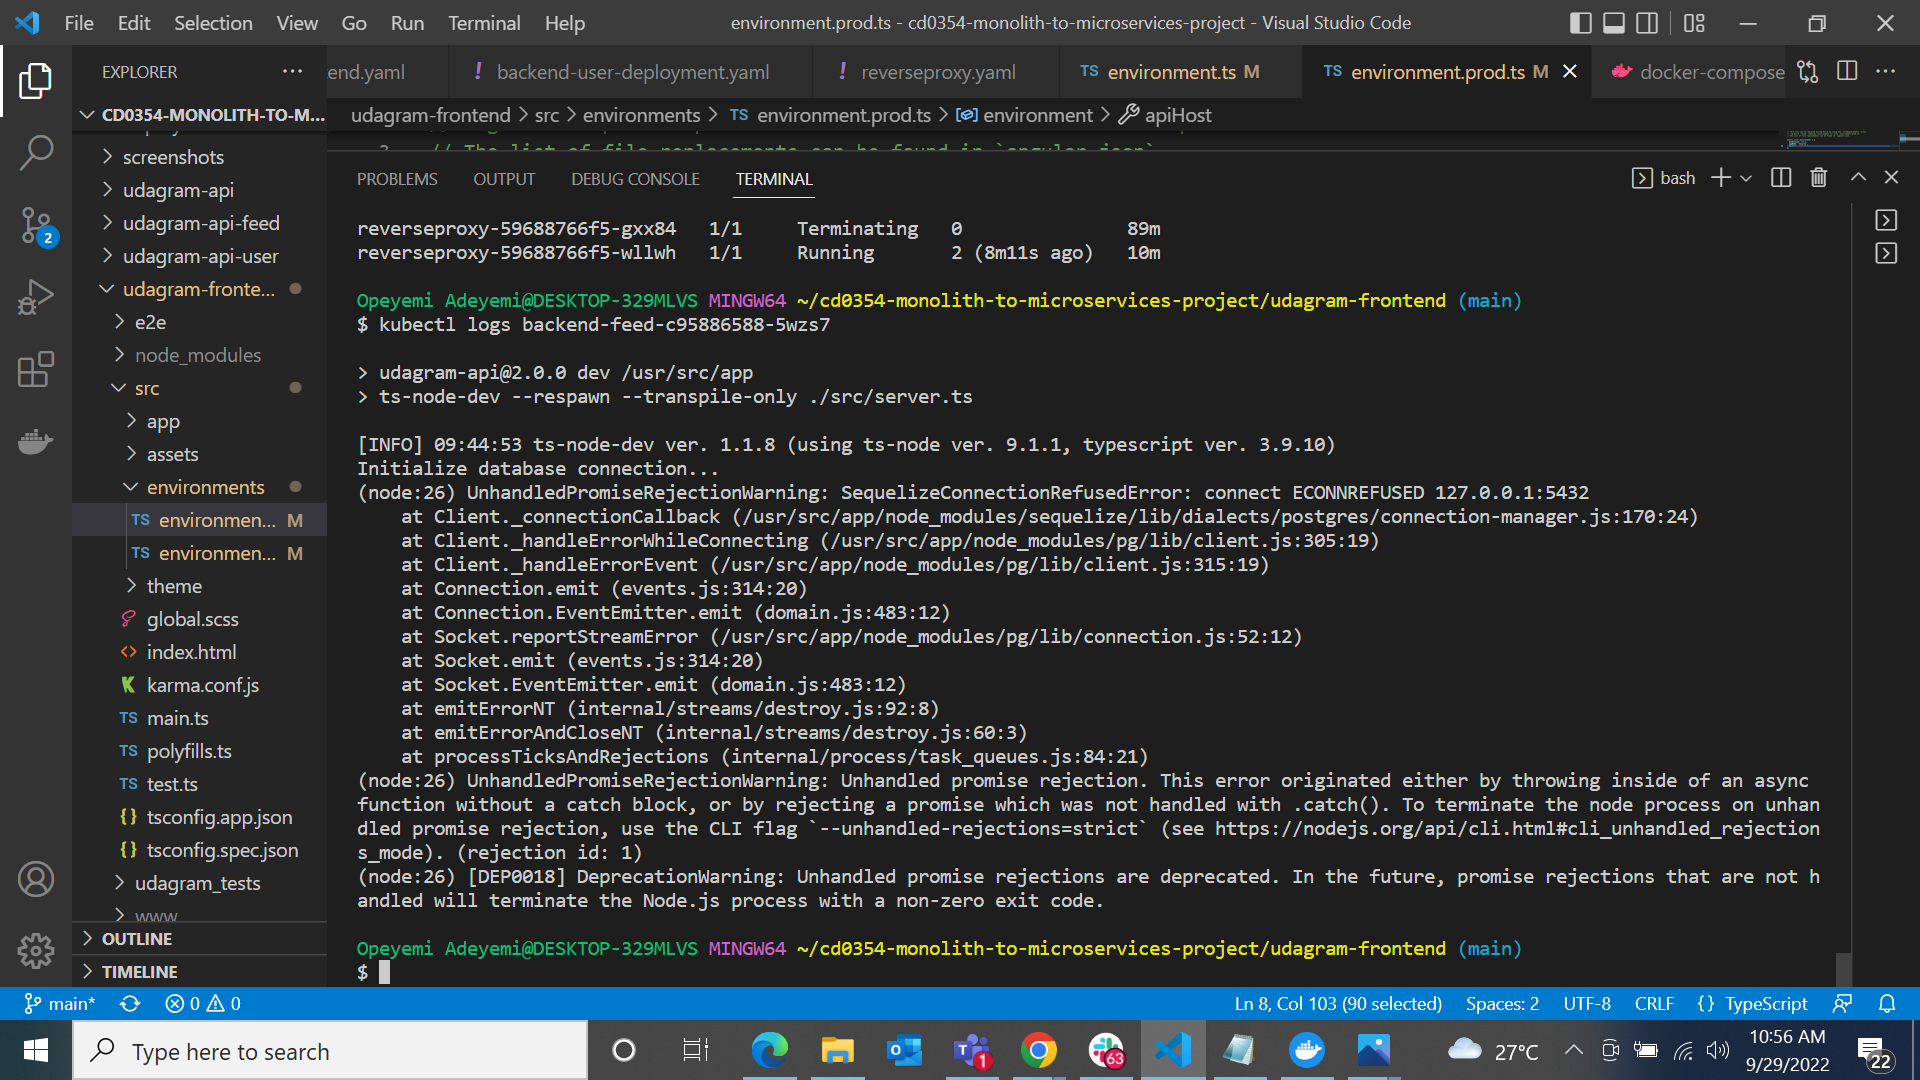 File Edit Selection View Go Run Terminal Help
environment.prod.ts - cd0354-monolith-to-microservices-project - Visual Studio Code
EXPLORER
end.yaml
! backend-user-deployment.yaml
! reverseproxy.yaml
TS environment.ts M
TS environment.prod.ts M
docker-compose
CD0354-MONOLITH-TO-M...
udagram-frontend > src > environments > TS environment.prod.ts > environment > apiHost
// The list of file replacements can be found in `angular.json`
screenshots
udagram-api
udagram-api-feed
udagram-api-user
udagram-fronte...
e2e
node_modules
src
app
assets
environments
TS environmen... M
TS environmen... M
theme
global.scss
index.html
karma.conf.js
TS main.ts
TS polyfills.ts
TS test.ts
{} tsconfig.app.json
{} tsconfig.spec.json
udagram_tests
www
OUTLINE
TIMELINE
2
PROBLEMS OUTPUT DEBUG CONSOLE TERMINAL
bash
reverseproxy-59688766f5-gxx84 1/1 Terminating 0 89m
reverseproxy-59688766f5-wllwh 1/1 Running 2 (8m11s ago) 10m
Opeyemi Adeyemi@DESKTOP-329MLVS MINGW64 ~/cd0354-monolith-to-microservices-project/udagram-frontend (main)
$ kubectl logs backend-feed-c95886588-5wzs7
> udagram-api@2.0.0 dev /usr/src/app
> ts-node-dev --respawn --transpile-only ./src/server.ts
[INFO] 09:44:53 ts-node-dev ver. 1.1.8 (using ts-node ver. 9.1.1, typescript ver. 3.9.10)
Initialize database connection...
(node:26) UnhandledPromiseRejectionWarning: SequelizeConnectionRefusedError: connect ECONNREFUSED 127.0.0.1:5432
at Client._connectionCallback (/usr/src/app/node_modules/sequelize/lib/dialects/postgres/connection-manager.js:170:24)
at Client._handleErrorWhileConnecting (/usr/src/app/node_modules/pg/lib/client.js:305:19)
at Client._handleErrorEvent (/usr/src/app/node_modules/pg/lib/client.js:315:19)
at Connection.emit (events.js:314:20)
at Connection.EventEmitter.emit (domain.js:483:12)
at Socket.reportStreamError (/usr/src/app/node_modules/pg/lib/connection.js:52:12)
at Socket.emit (events.js:314:20)
at Socket.EventEmitter.emit (domain.js:483:12)
at emitErrorNT (internal/streams/destroy.js:92:8)
at emitErrorAndCloseNT (internal/streams/destroy.js:60:3)
at processTicksAndRejections (internal/process/task_queues.js:84:21)
(node:26) UnhandledPromiseRejectionWarning: Unhandled promise rejection. This error originated either by throwing inside of an async
function without a catch block, or by rejecting a promise which was not handled with .catch(). To terminate the node process on unhan
dled promise rejection, use the CLI flag `--unhandled-rejections=strict` (see https://nodejs.org/api/cli.html#cli_unhandled_rejection
s_mode). (rejection id: 1)
(node:26) [DEP0018] DeprecationWarning: Unhandled promise rejections are deprecated. In the future, promise rejections that are not h
andled will terminate the Node.js process with a non-zero exit code.
Opeyemi Adeyemi@DESKTOP-329MLVS MINGW64 ~/cd0354-monolith-to-microservices-project/udagram-frontend (main)
$
main* 0 0
Ln 8, Col 103 (90 selected) Spaces: 2 UTF-8 CRLF {} TypeScript
Type here to search
1
63
27°C
10:56 AM
9/29/2022
22